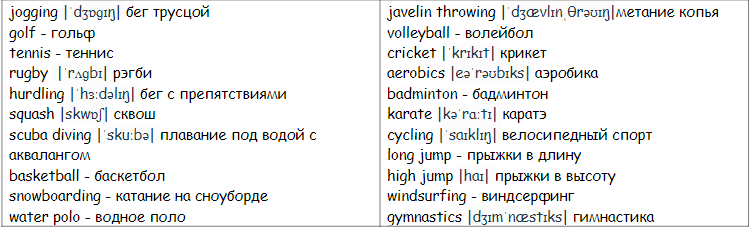 jogging |ˈdʒɒɡɪŋ| бег трусцой
golf - гольф
tennis - теннис
rugby |ˈrʌɡbɪ| рэгби
hurdling |ˈhɜːdəlɪŋ| бег с препятствиями
squash |skwɒʃ| сквош
scuba diving |ˈskuːbə| плавание под водой с
аквалангом
basketball - баскетбол
snowboarding - катание на сноуборде
water polo - водное поло
javelin throwing |ˈdʒævlɪnˌθrəʊɪŋ|метание копья
volleyball - волейбол
cricket |ˈkrɪkɪt| крикет
aerobics |eəˈrəʊbɪks| аэробика
badminton - бадминтон
karate |kəˈrɑːtɪ| каратэ
cycling |ˈsaɪklɪŋ| велосипедный спорт
long jump - прыжки в длину
high jump |haɪ| прыжки в высоту
windsurfing - виндсерфинг
gymnastics |dʒɪmˈnæstɪks| гимнастика